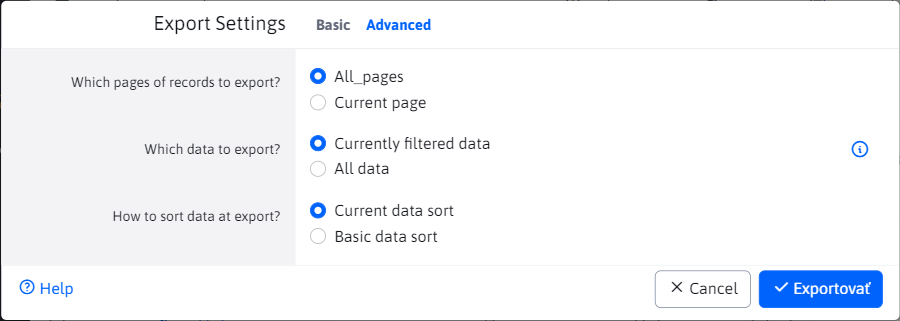 Export Settings Basic Advanced
Which pages of records to export?
All_pages
Current page
Which data to export?
Currently filtered data
All data
How to sort data at export?
Current data sort
Basic data sort
Help Cancel Exportovať